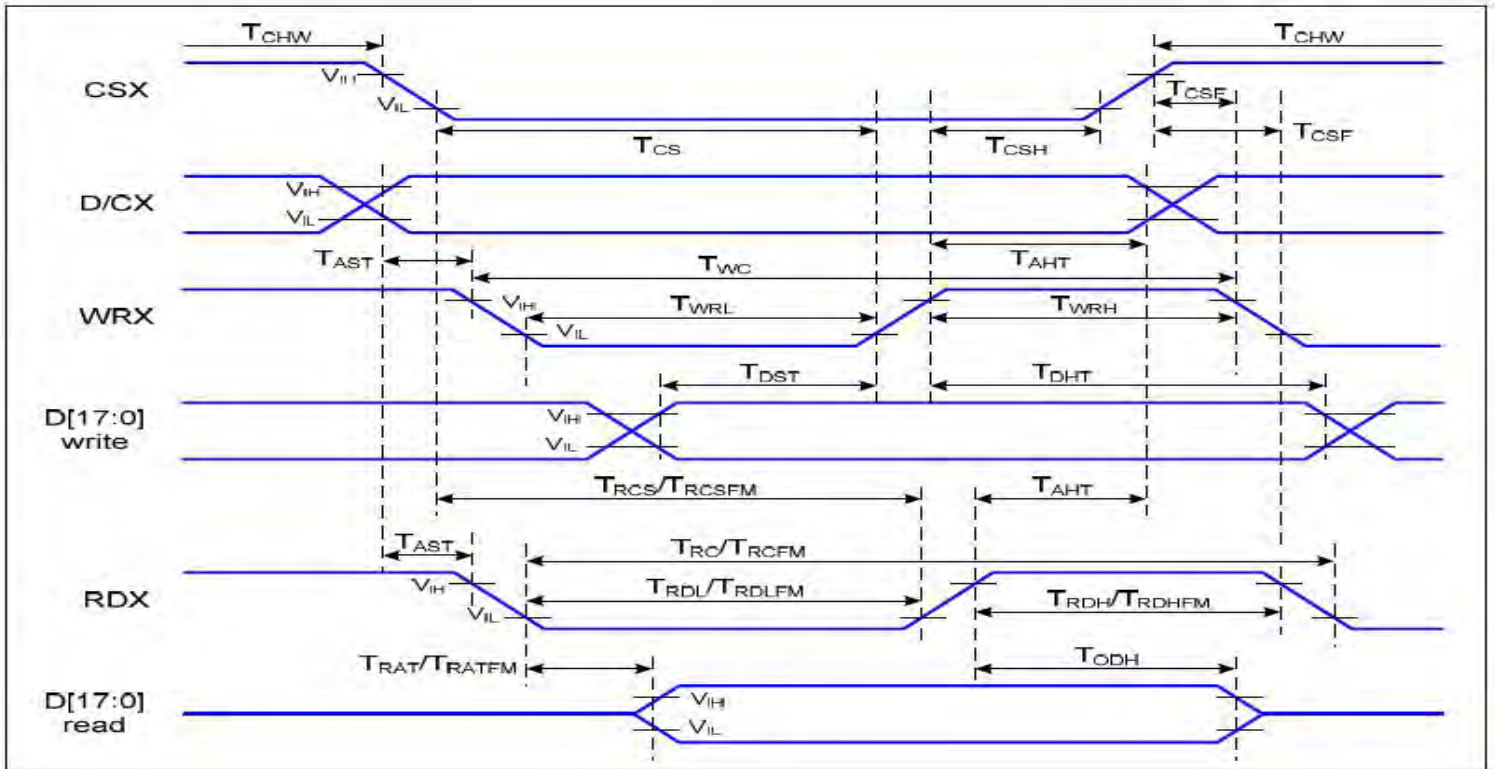 TCHW
TCHW
CSX
VIH
VIL
TCSF
TCS
TCSH
TCSF
D/CX
VIH
VIL
TAST
TWC
TAHT
WRX
VIH
VIL
TWRL
TWRH
TDST
TDHT
D[17:0]
write
VIH
VIL
TRCS/TRCSFM
TAHT
TAST
TRC/TRCFM
RDX
VIH
VIL
TRDL/TRDLFM
TRDH/TRDHFM
TRAT/TRATFM
TODH
D[17:0]
read
VIH
VIL